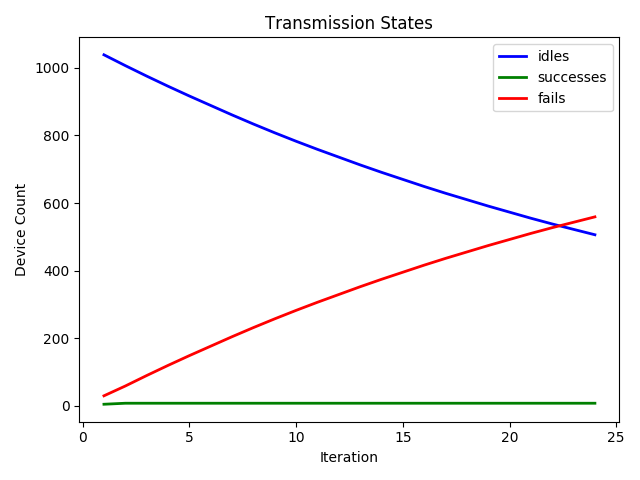 Transmission States
idles
successes
fails
Device Count
1000
800
600
400
200
0
0 5 10 15 20 25
Iteration